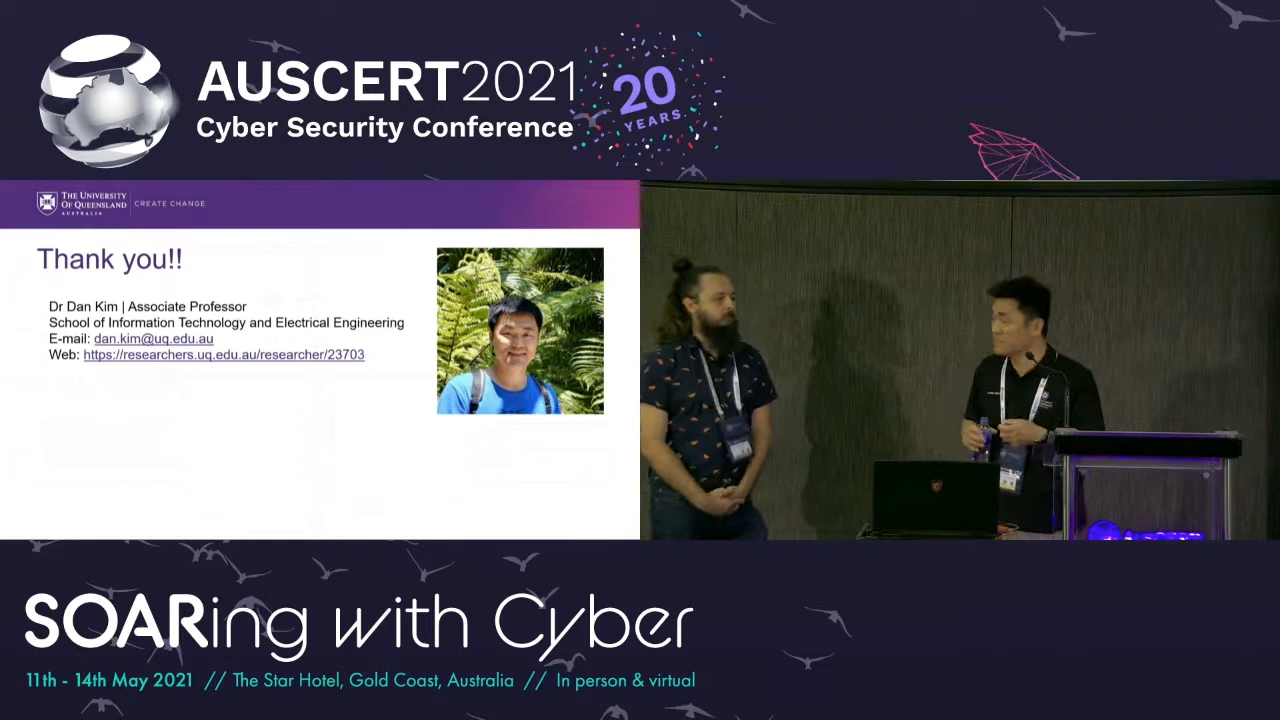 AUSCERT2021
Cyber Security Conference
20
YEARS
THE UNIVERSITY
OF QUEENSLAND
AUSTRALIA
CREATE CHANGE
Thank you!!
Dr Dan Kim | Associate Professor
School of Information Technology and Electrical Engineering
E-mail: dan.kim@uq.edu.au
Web: https://researchers.uq.edu.au/researcher/23703
SOARing with Cyber
11th - 14th May 2021 // The Star Hotel, Gold Coast, Australia // In person & virtual